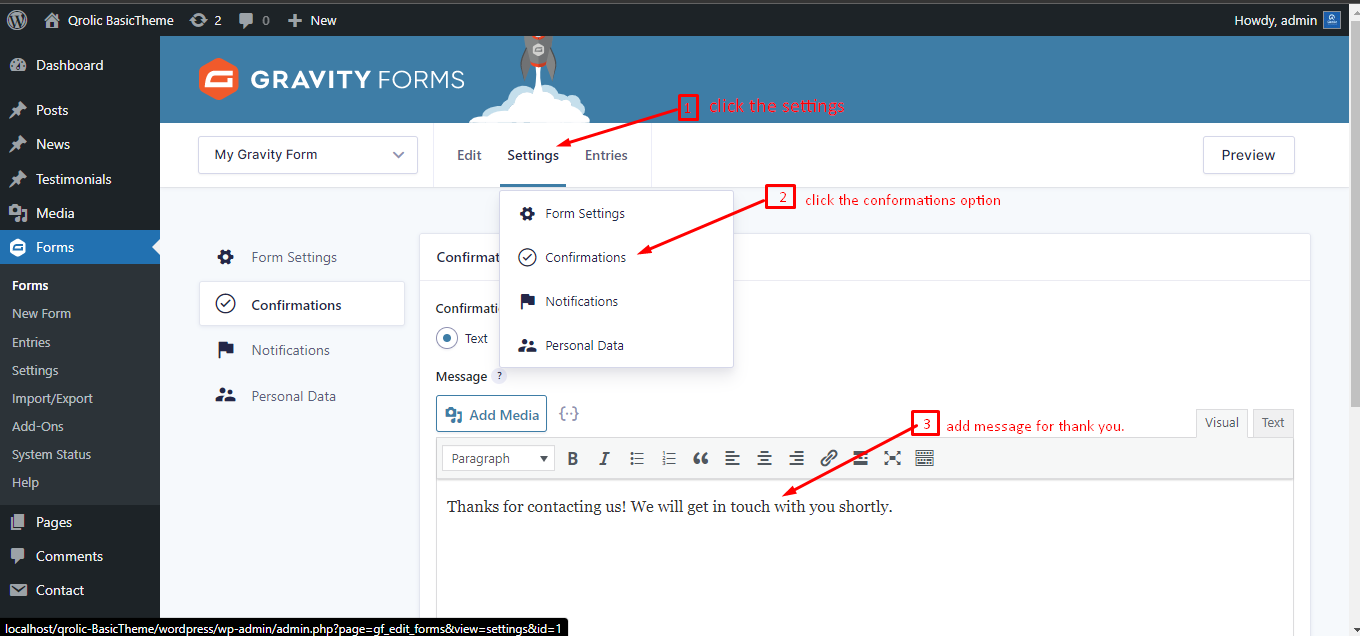 Qrolic BasicTheme 2 0 New Howdy, admin
Dashboard
Posts
News
Testimonials
Media
Forms
Forms
New Form
Entries
Settings
Import/Export
Add-Ons
System Status
Help
Pages
Comments
Contact
GRAVITY FORMS
1 click the settings
My Gravity Form Edit Settings Entries Preview
2 click the conformations option
Form Settings
Confirmations
Notifications
Personal Data
Form Settings
Confirmations
Notifications
Personal Data
Confirmat
Confirmati
Text
Message ?
Add Media
3 add message for thank you.
Visual Text
Paragraph B I
Thanks for contacting us! We will get in touch with you shortly.
localhost/qrolic-BasicTheme/wordpress/wp-admin/admin.php?page=gf_edit_forms&view=settings&id=1